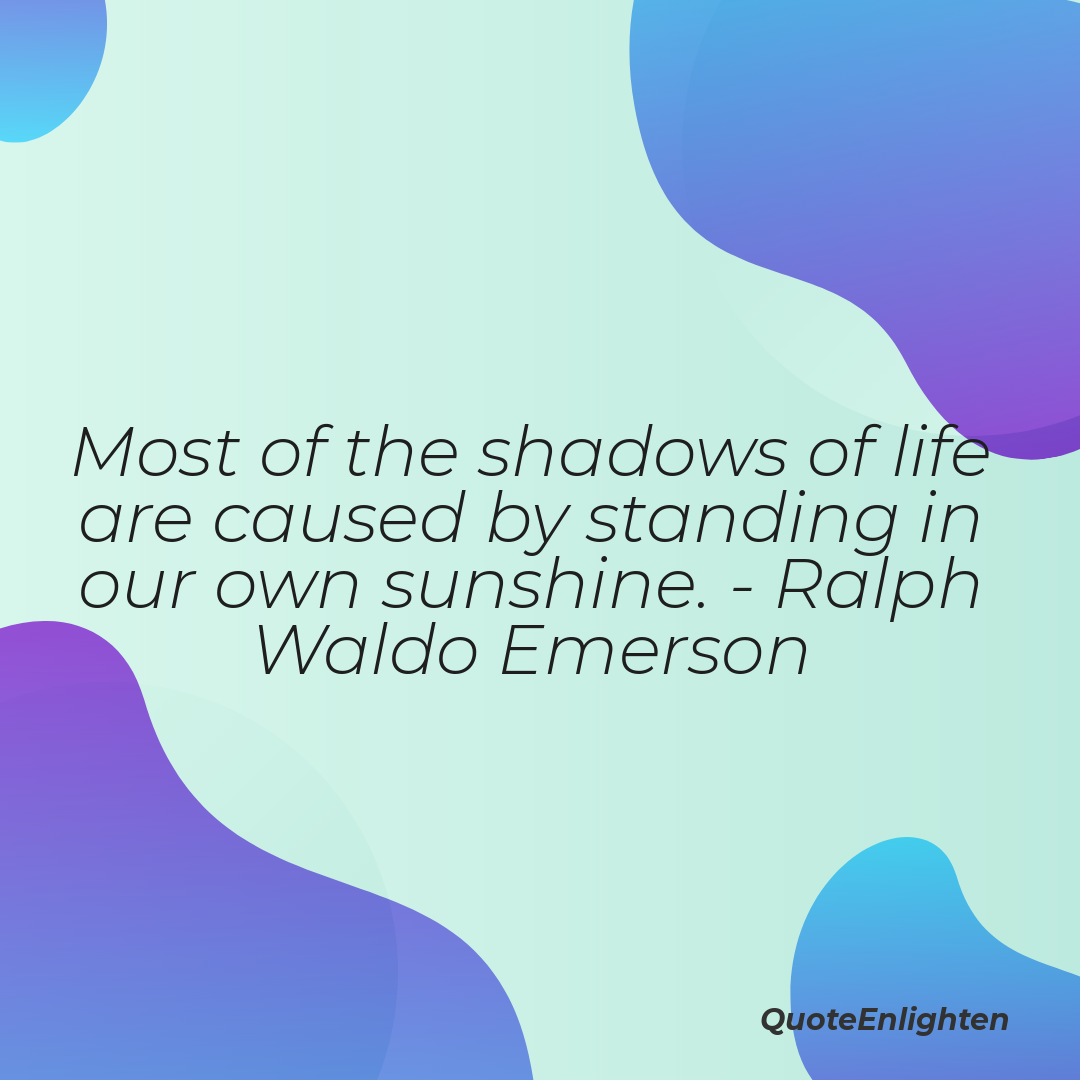 Most of the shadows of life
are caused by standing in
our own sunshine. - Ralph
Waldo Emerson
QuoteEnlighten